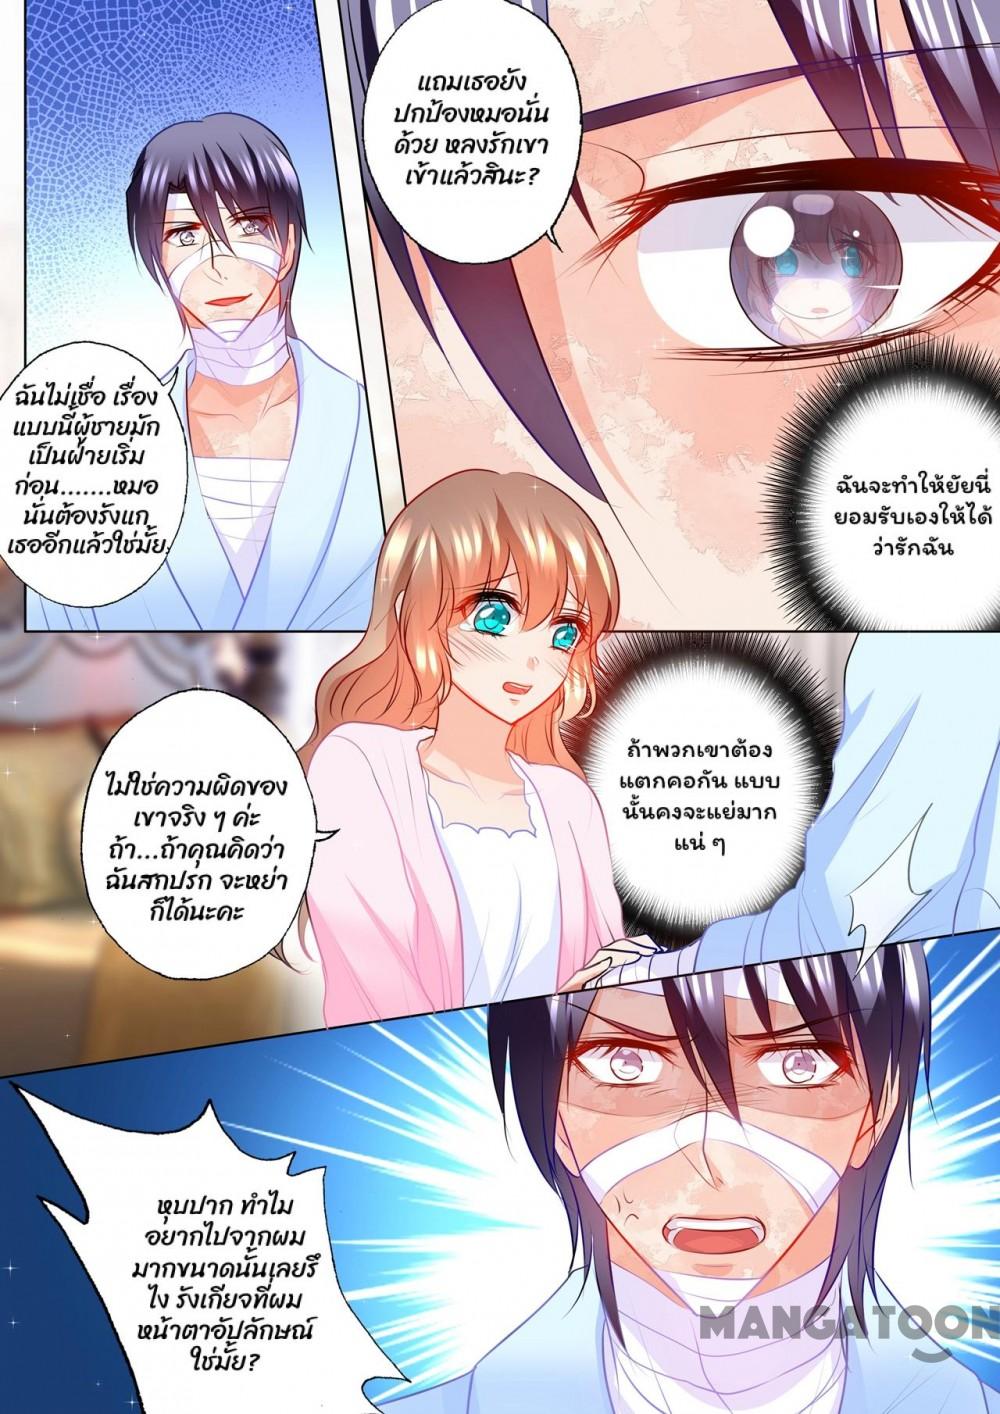 แถมเธอยัง
ปกป้องหมอนั่น
ด้วย หลงรักเขา
เข้าแล้วสินะ?
ฉันไม่เชื่อ เรื่อง
แบบนี้ผู้ชายมัก
เป็นฝ่ายเริ่ม
ก่อน.......หมอ
นั่นต้องรังแก
เธออีกแล้วใช่มั้ย
ฉันจะทำให้ยัยนี่
ยอมรับเองให้ได้
ว่ารักฉัน
ถ้าพวกเขาต้อง
แตกคอกัน แบบ
นั้นคงจะแย่มาก
แน่ ๆ
ไม่ใช่ความผิดของ
เขาจริง ๆ ค่ะ
ถ้า...ถ้าคุณคิดว่า
ฉันสกปรก จะหย่า
ก็ได้นะคะ
หุบปาก ทำไม
อยากไปจากผม
มากขนาดนั้นเลยรึ
ไง รังเกียจที่ผม
หน้าตาอัปลักษณ์
ใช่มั้ย?
MANGATOON